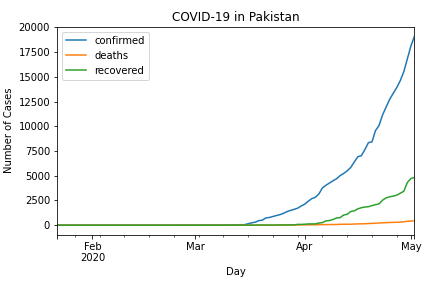 COVID-19 in Pakistan
confirmed
deaths
recovered
20000
17500
15000
12500
10000
7500
5000
2500
0
Number of Cases
Feb
2020
Mar
Apr
May
Day